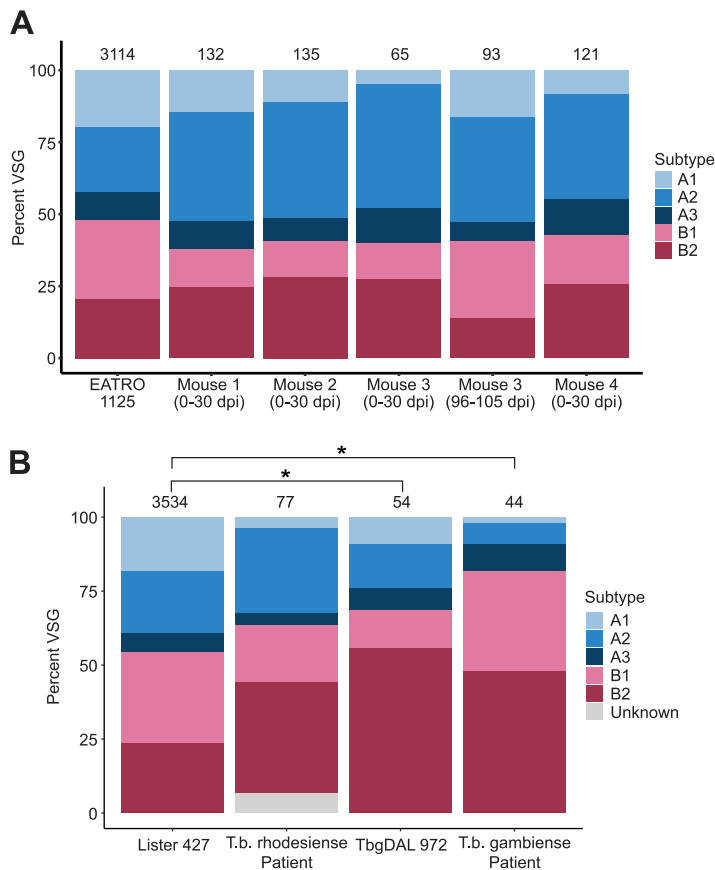 A
3114 132 135 65 93 121
100
75
50
25
0
Percent VSG
EATRO
1125
Mouse 1
(0-30 dpi)
Mouse 2
(0-30 dpi)
Mouse 3
(0-30 dpi)
Mouse 3
(96-105 dpi)
Mouse 4
(0-30 dpi)
Subtype
A1
A2
A3
B1
B2
B
*
*
3534 77 54 44
100
75
50
25
0
Percent VSG
Lister 427
T.b. rhodesiense
Patient
TbgDAL 972
T.b. gambiense
Patient
Subtype
A1
A2
A3
B1
B2
Unknown